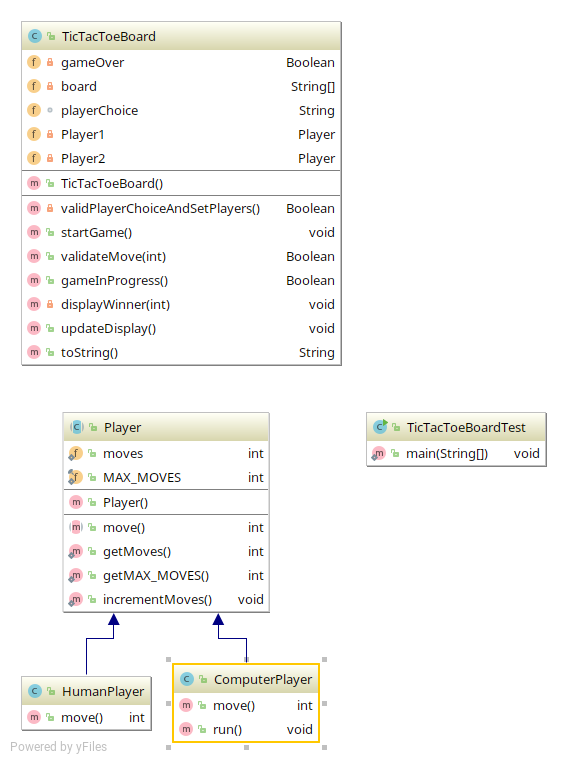 TicTacToeBoard
gameOver Boolean
board String[]
playerChoice String
Player1 Player
Player2 Player
TicTacToeBoard()
validPlayerChoiceAndSetPlayers() Boolean
startGame() void
validateMove(int) Boolean
gameInProgress() Boolean
displayWinner(int) void
updateDisplay() void
toString() String
Player
moves int
MAX_MOVES int
Player()
move() int
getMoves() int
getMAX_MOVES() int
incrementMoves() void
TicTacToeBoardTest
main(String[]) void
HumanPlayer
move() int
ComputerPlayer
move() int
run() void
Powered by yFiles